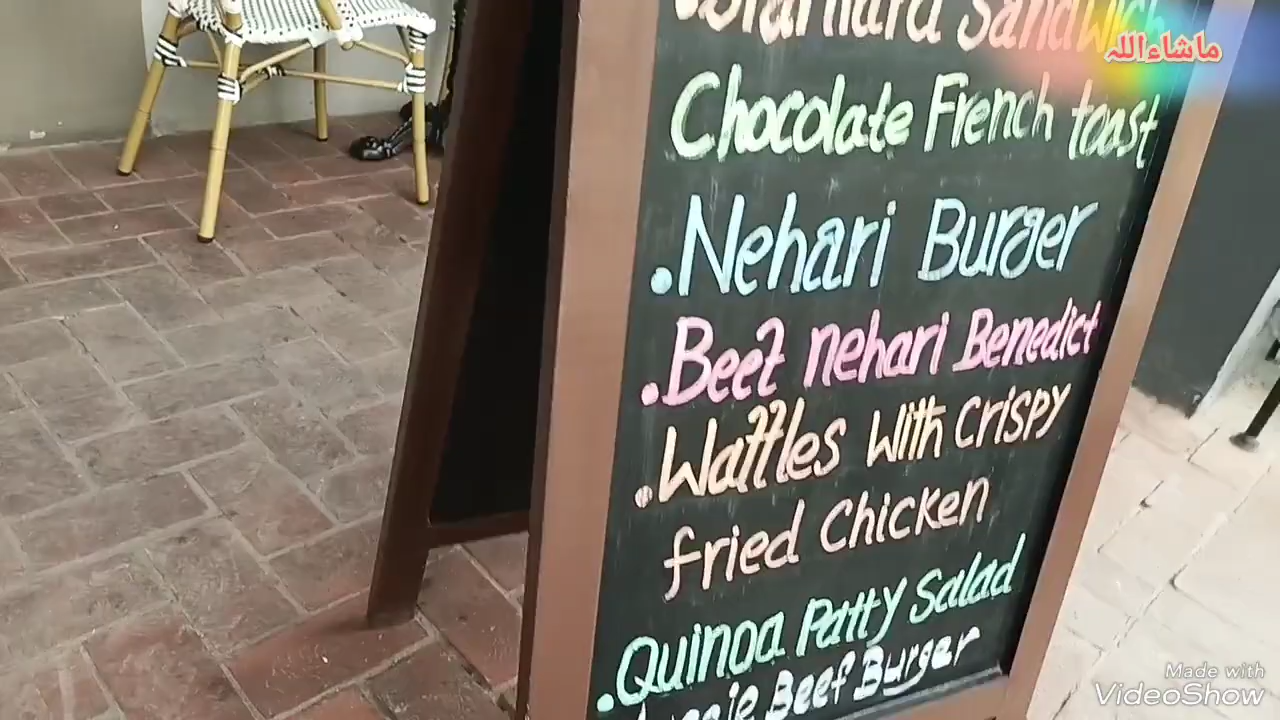 Sandwich
ماشاءالله
Chocolate French toast
.Nehari Burger
.Beef nehari Benedict
.Waffles With Crispy
fried Chicken
.Quinoa Patty Salad
Beef Burger
Made with
VideoShow